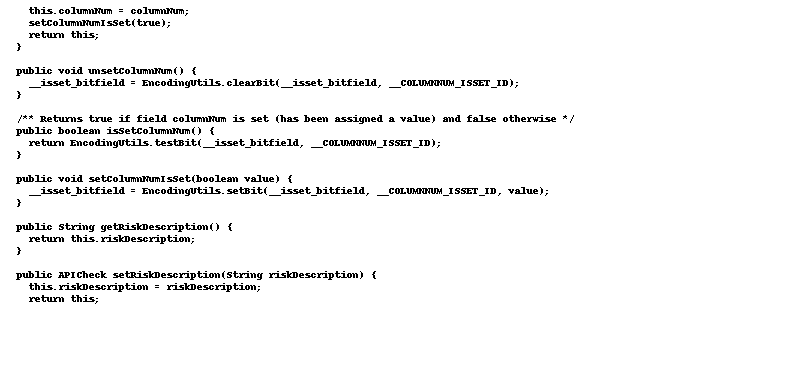 this.columnNum = columnNum;
setColumnNumIsSet(true);
return this;
}
public void unsetColumnNum() {
__isset_bitfield = EncodingUtils.clearBit(__isset_bitfield, __COLUMNNUM_ISSET_ID);
}
/** Returns true if field columnNum is set (has been assigned a value) and false otherwise */
public boolean isSetColumnNum() {
return EncodingUtils.testBit(__isset_bitfield, __COLUMNNUM_ISSET_ID);
}
public void setColumnNumIsSet(boolean value) {
__isset_bitfield = EncodingUtils.setBit(__isset_bitfield, __COLUMNNUM_ISSET_ID, value);
}
public String getRiskDescription() {
return this.riskDescription;
}
public APICheck setRiskDescription(String riskDescription) {
this.riskDescription = riskDescription;
return this;